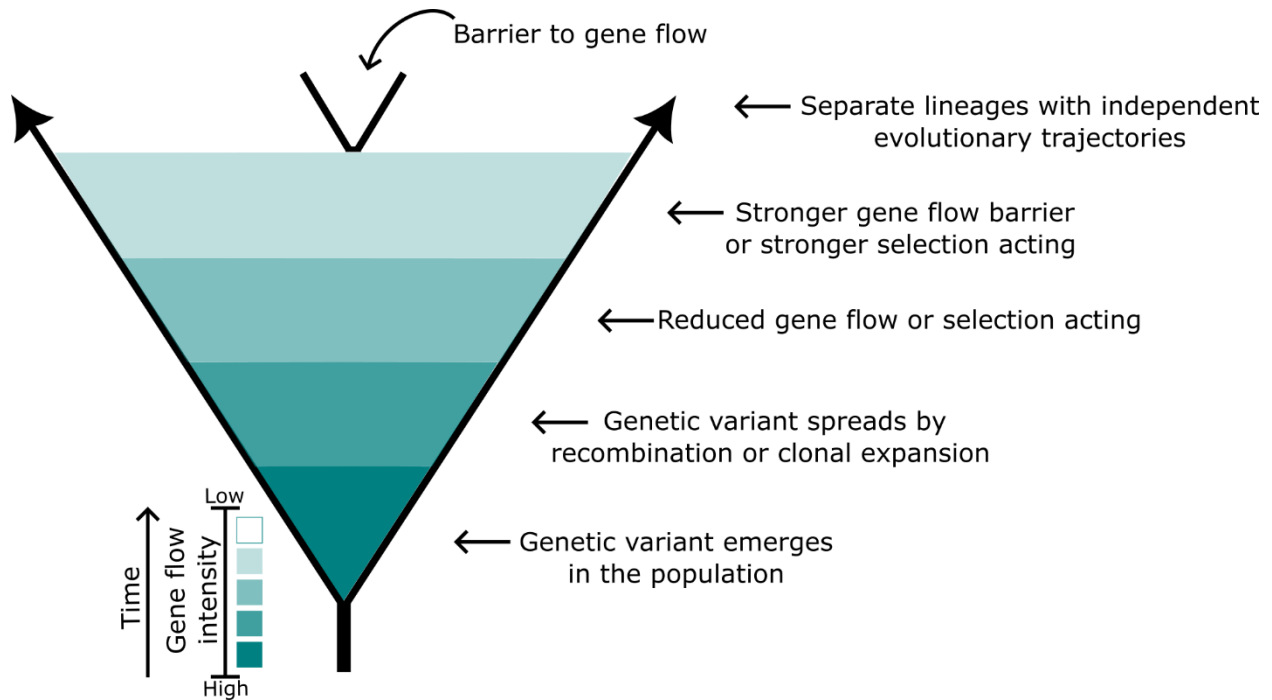 Barrier to gene flow
Separate lineages with independent
evolutionary trajectories
Stronger gene flow barrier
or stronger selection acting
Reduced gene flow or selection acting
Genetic variant spreads by
recombination or clonal expansion
Genetic variant emerges
in the population
Low
Time
Gene flow
intensity
High